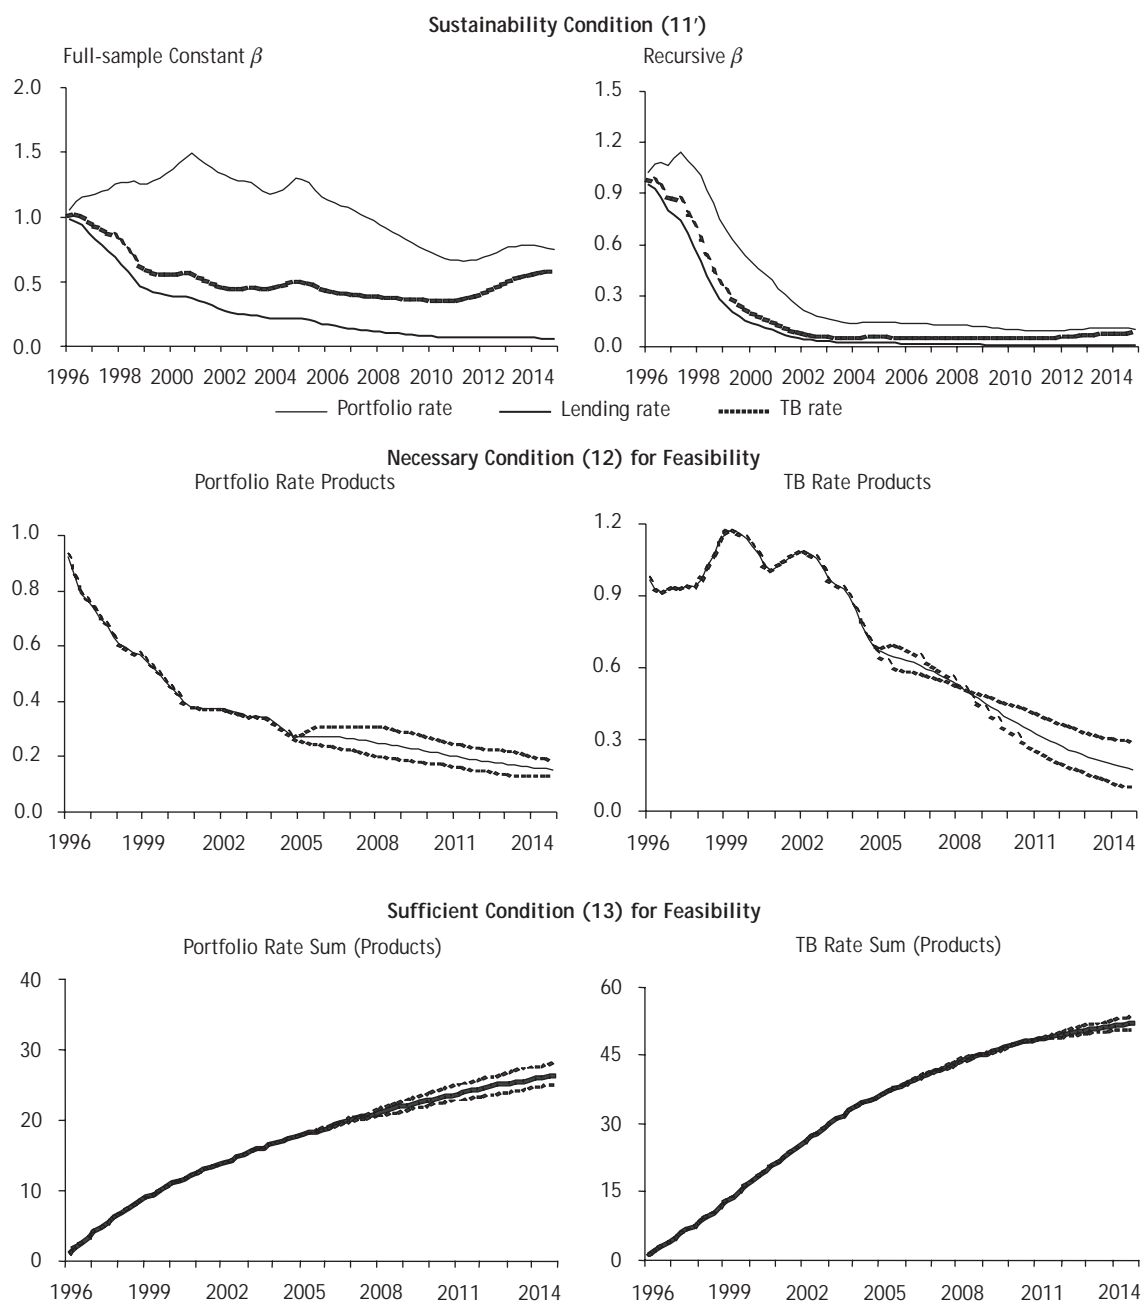 Sustainability Condition (11′)
Full-sample Constant β
Recursive β
2.0
1.5
1.0
0.5
0.0
1996 1998 2000 2002 2004 2006 2008 2010 2012 2014
1.5
1.2
0.9
0.6
0.3
0.0
1996 1998 2000 2002 2004 2006 2008 2010 2012 2014
Portfolio rate Lending rate TB rate
Necessary Condition (12) for Feasibility
Portfolio Rate Products
TB Rate Products
1.0
0.8
0.6
0.4
0.2
0.0
1996 1999 2002 2005 2008 2011 2014
1.2
0.9
0.6
0.3
0.0
1996 1999 2002 2005 2008 2011 2014
Sufficient Condition (13) for Feasibility
Portfolio Rate Sum (Products)
TB Rate Sum (Products)
40
30
20
10
0
1996 1999 2002 2005 2008 2011 2014
60
45
30
15
0
1996 1999 2002 2005 2008 2011 2014